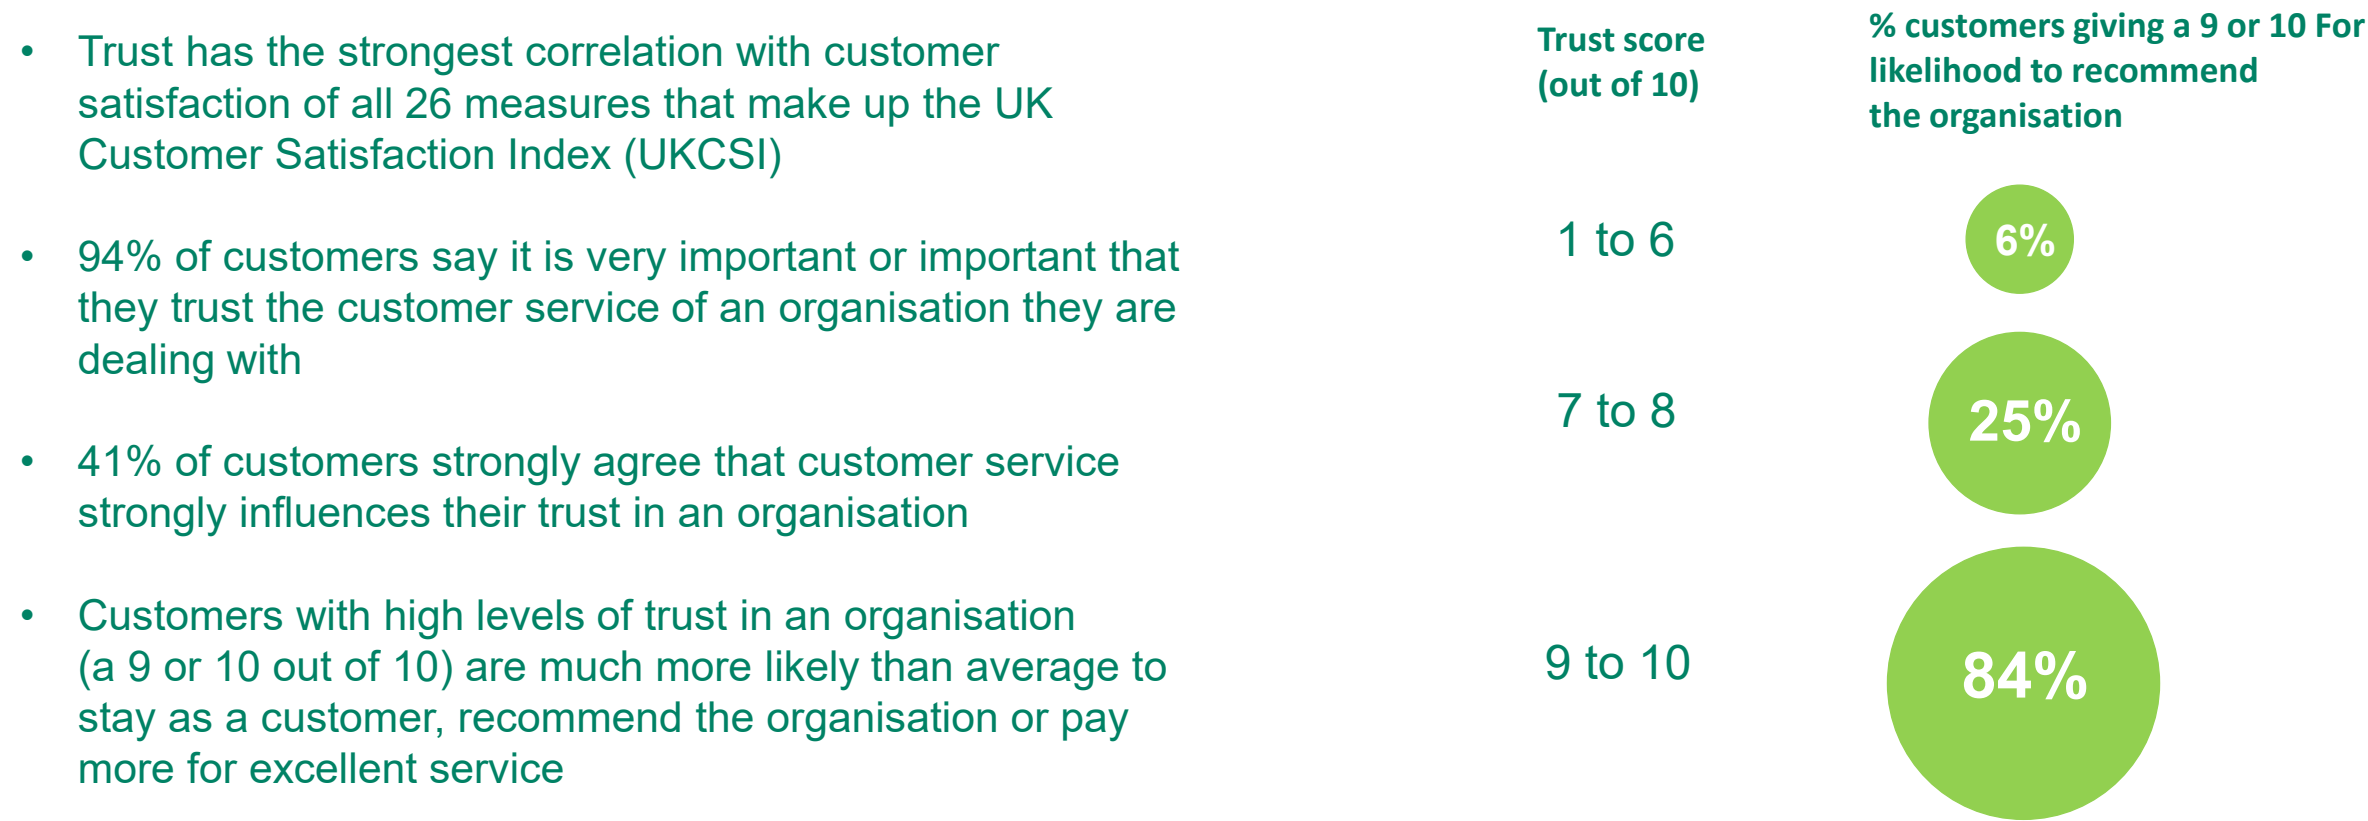 • Trust has the strongest correlation with customer
satisfaction of all 26 measures that make up the UK
Customer Satisfaction Index (UKCSI)
• 94% of customers say it is very important or important that
they trust the customer service of an organisation they are
dealing with
• 41% of customers strongly agree that customer service
strongly influences their trust in an organisation
• Customers with high levels of trust in an organisation
(a 9 or 10 out of 10) are much more likely than average to
stay as a customer, recommend the organisation or pay
more for excellent service
Trust score
(out of 10)
% customers giving a 9 or 10 For
likelihood to recommend
the organisation
1 to 6
6%
7 to 8
25%
9 to 10
84%